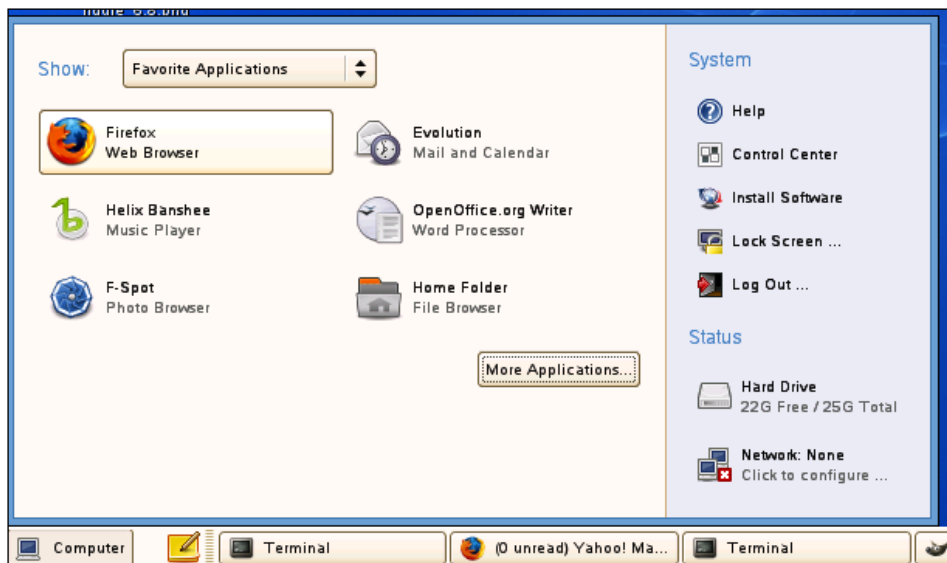 Show: Favorite Applications
Firefox
Web Browser
Evolution
Mail and Calendar
Helix Banshee
Music Player
OpenOffice.org Writer
Word Processor
F-Spot
Photo Browser
Home Folder
File Browser
More Applications...
System
Help
Control Center
Install Software
Lock Screen ...
Log Out ...
Status
Hard Drive
22G Free / 25G Total
Network: None
Click to configure ...
Computer
Terminal
(0 unread) Yahoo! Ma...
Terminal